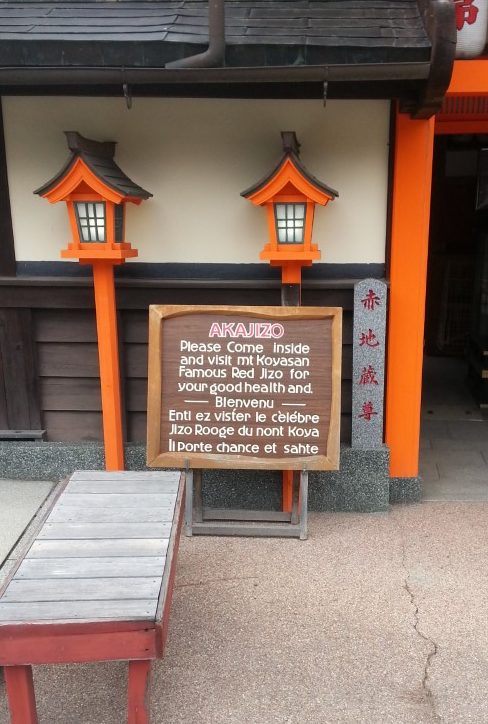 AKAJIZO
Please Come inside
and visit mt Koyasan
Famous Red Jizo for
your good health and.
Bienvenu
Enti ez vister le cèlébre
Jizo Rooge du nont Koya
Il porte chance et sahte
赤地蔵尊